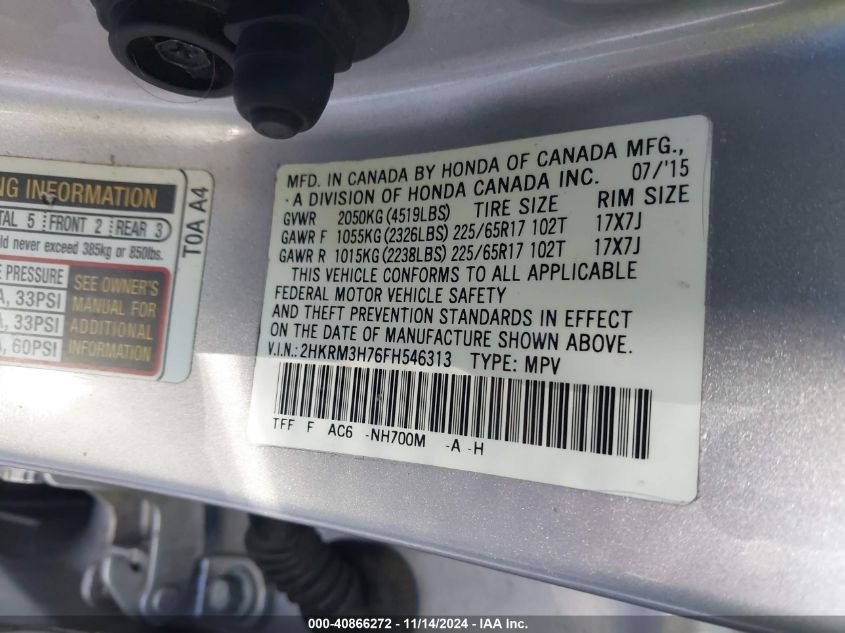 NG INFORMATION
TAL 5 FRONT 2 REAR 3
ld never exceed 385kg or 850lbs.
E PRESSURE
A, 33PSI
A, 33PSI
A, 60PSI
SEE OWNER'S
MANUAL FOR
ADDITIONAL
INFORMATION
T0A A4
MFD. IN CANADA BY HONDA OF CANADA MFG.,
A DIVISION OF HONDA CANADA INC. 07/'15
GVWR 2050KG (4519LBS) TIRE SIZE RIM SIZE
GAWR F 1055KG (2326LBS) 225/65R17 102T 17X7J
GAWR R 1015KG (2238LBS) 225/65R17 102T 17X7J
THIS VEHICLE CONFORMS TO ALL APPLICABLE
FEDERAL MOTOR VEHICLE SAFETY
AND THEFT PREVENTION STANDARDS IN EFFECT
ON THE DATE OF MANUFACTURE SHOWN ABOVE.
V.I.N.: 2HKRM3H76FH546313 TYPE: MPV
TFF F AC6 -NH700M -A -H
000-40866272 - 11/14/2024 - IAA Inc.